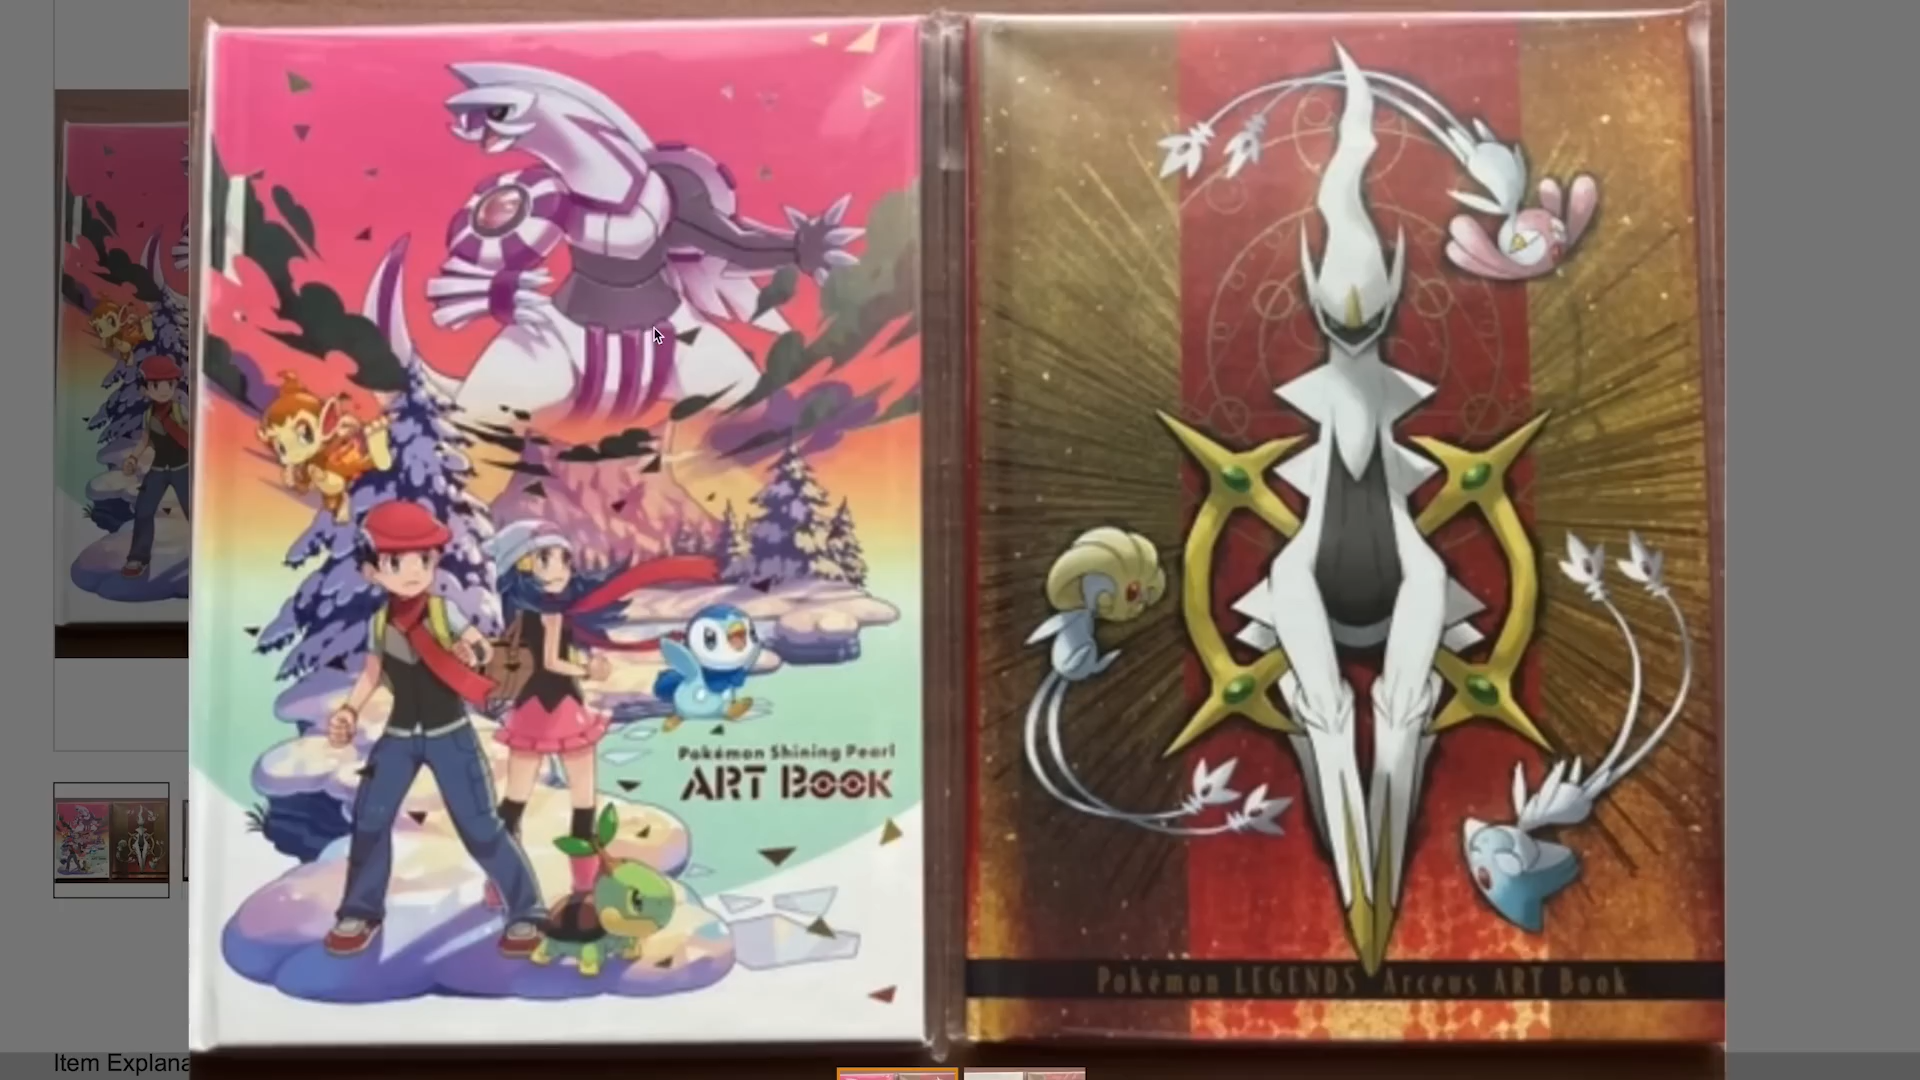 Pokémon Shining Pearl
ART BOOK
Pokémon LEGENDS Arceus ART Book
Item Explana